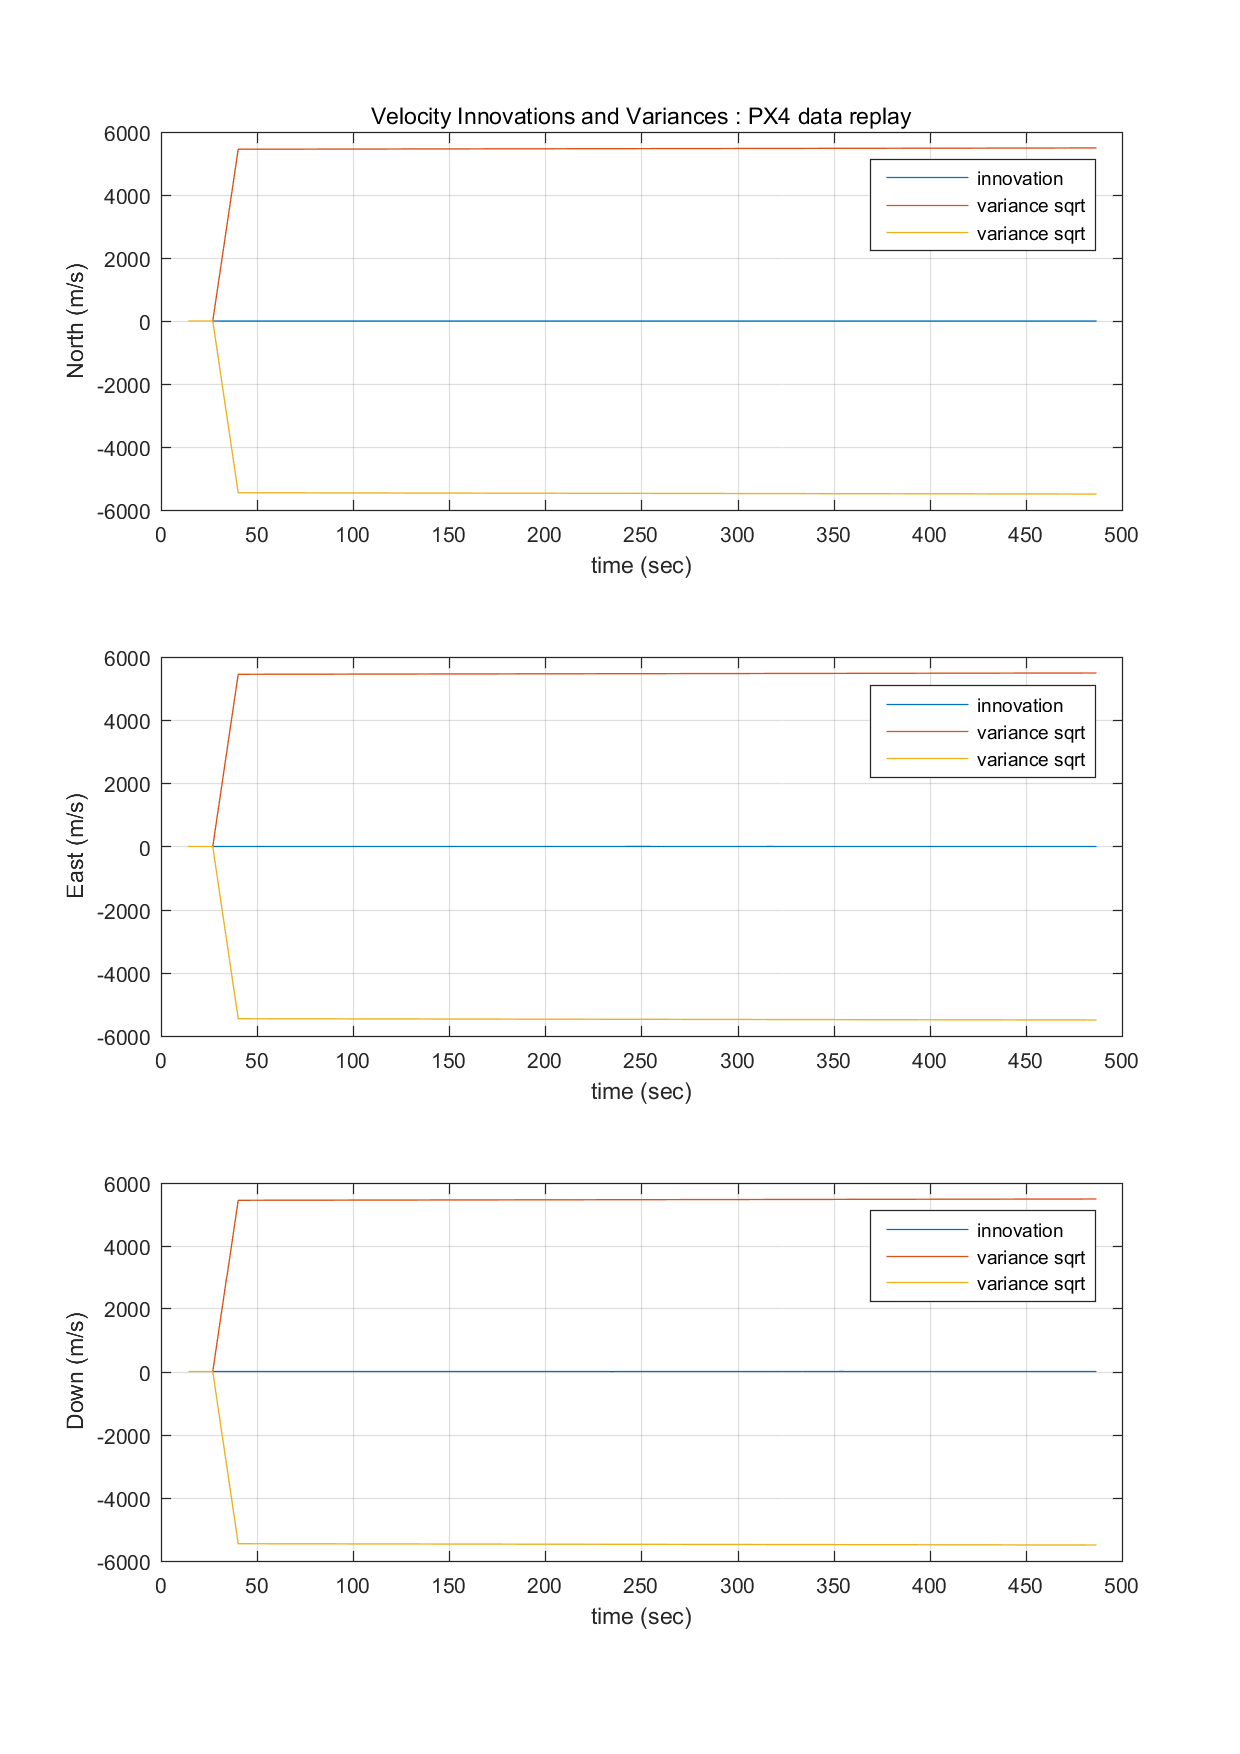 Velocity Innovations and Variances : PX4 data replay
6000
4000
2000
0
-2000
-4000
-6000
North (m/s)
innovation
variance sqrt
variance sqrt
0 50 100 150 200 250 300 350 400 450 500
time (sec)
6000
4000
2000
0
-2000
-4000
-6000
East (m/s)
innovation
variance sqrt
variance sqrt
0 50 100 150 200 250 300 350 400 450 500
time (sec)
6000
4000
2000
0
-2000
-4000
-6000
Down (m/s)
innovation
variance sqrt
variance sqrt
0 50 100 150 200 250 300 350 400 450 500
time (sec)